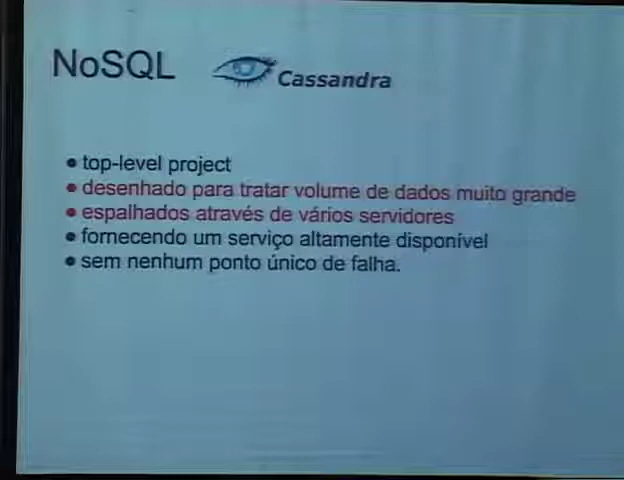 NoSQL Cassandra
• top-level project
• desenhado para tratar volume de dados muito grande
• espalhados através de vários servidores
• fornecendo um serviço altamente disponível
• sem nenhum ponto único de falha.